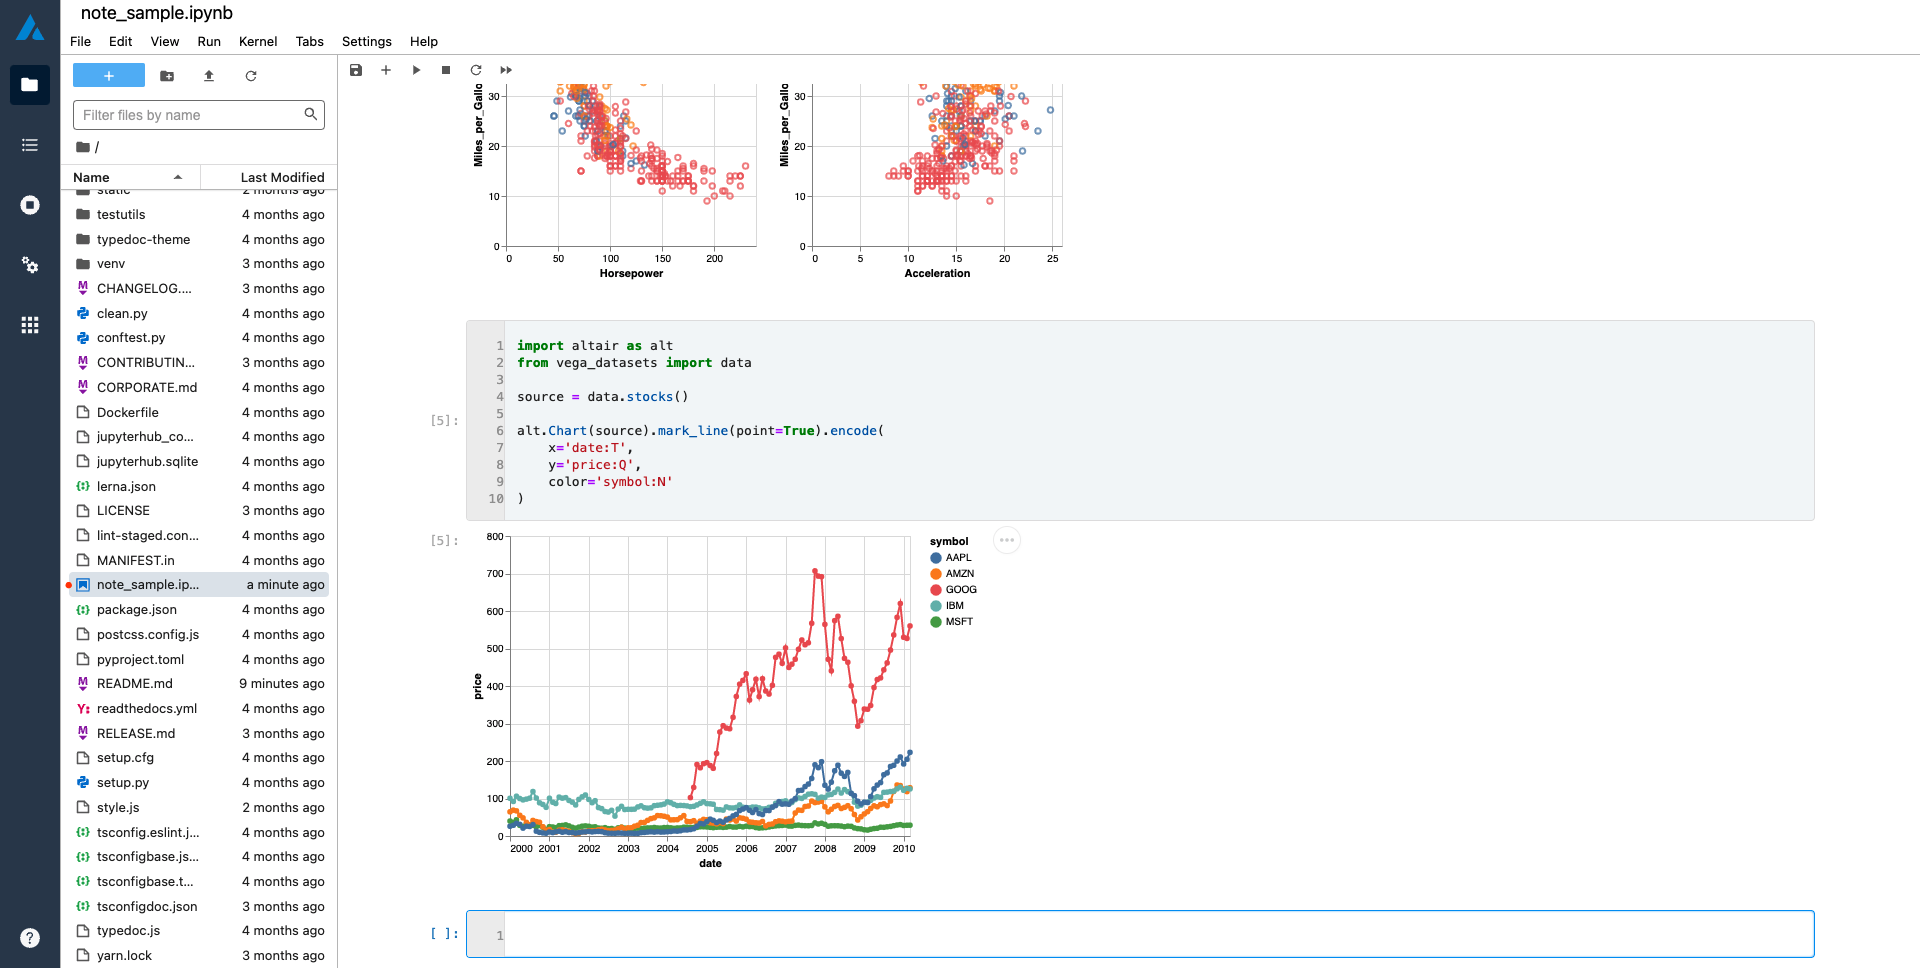 note_sample.ipynb
File Edit View Run Kernel Tabs Settings Help
Filter files by name
/
Name Last Modified
static 2 months ago
testutils 4 months ago
typedoc-theme 4 months ago
venv 3 months ago
CHANGELOG.... 3 months ago
clean.py 4 months ago
conftest.py 4 months ago
CONTRIBUTIN... 3 months ago
CORPORATE.md 4 months ago
Dockerfile 4 months ago
jupyterhub_co... 4 months ago
jupyterhub.sqlite 4 months ago
lerna.json 4 months ago
LICENSE 3 months ago
lint-staged.con... 4 months ago
MANIFEST.in 4 months ago
note_sample.ip... a minute ago
package.json 4 months ago
postcss.config.js 4 months ago
pyproject.toml 4 months ago
README.md 9 minutes ago
readthedocs.yml 4 months ago
RELEASE.md 3 months ago
setup.cfg 4 months ago
setup.py 4 months ago
style.js 2 months ago
tsconfig.eslint.j... 4 months ago
tsconfigbase.js... 4 months ago
tsconfigbase.t... 4 months ago
tsconfigdoc.json 3 months ago
typedoc.js 4 months ago
yarn.lock 3 months ago
Miles_per_Gallo
30
20
10
0
0 50 100 150 200
Horsepower
Miles_per_Gallo
30
20
10
0
0 5 10 15 20 25
Acceleration
[5]:
1 import altair as alt
2 from vega_datasets import data
3
4 source = data.stocks()
5
6 alt.Chart(source).mark_line(point=True).encode(
7     x='date:T',
8     y='price:Q',
9     color='symbol:N'
10 )
[5]:
price
800
700
600
500
400
300
200
100
0
2000 2001 2002 2003 2004 2005 2006 2007 2008 2009 2010
date
symbol
AAPL
AMZN
GOOG
IBM
MSFT
[ ]:
1